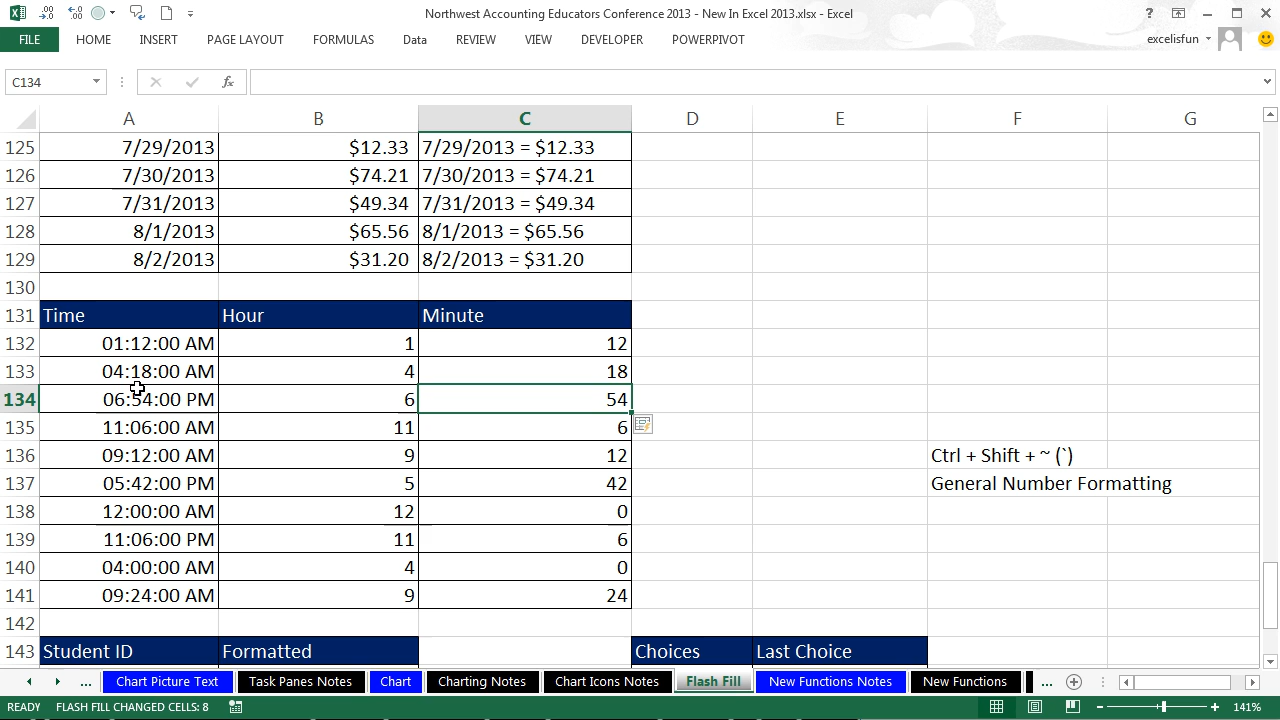 Northwest Accounting Educators Conference 2013 - New In Excel 2013.xlsx - Excel
FILE HOME INSERT PAGE LAYOUT FORMULAS Data REVIEW VIEW DEVELOPER POWERPIVOT excelisfun
C134 fx
A B C D E F G
125 7/29/2013 $12.33 7/29/2013 = $12.33
126 7/30/2013 $74.21 7/30/2013 = $74.21
127 7/31/2013 $49.34 7/31/2013 = $49.34
128 8/1/2013 $65.56 8/1/2013 = $65.56
129 8/2/2013 $31.20 8/2/2013 = $31.20
130
131 Time Hour Minute
132 01:12:00 AM 1 12
133 04:18:00 AM 4 18
134 06:54:00 PM 6 54
135 11:06:00 AM 11 6
136 09:12:00 AM 9 12 Ctrl + Shift + ~ (`)
137 05:42:00 PM 5 42 General Number Formatting
138 12:00:00 AM 12 0
139 11:06:00 PM 11 6
140 04:00:00 AM 4 0
141 09:24:00 AM 9 24
142
143 Student ID Formatted Choices Last Choice
... Chart Picture Text Task Panes Notes Chart Charting Notes Chart Icons Notes Flash Fill New Functions Notes New Functions ...
READY FLASH FILL CHANGED CELLS: 8 141%